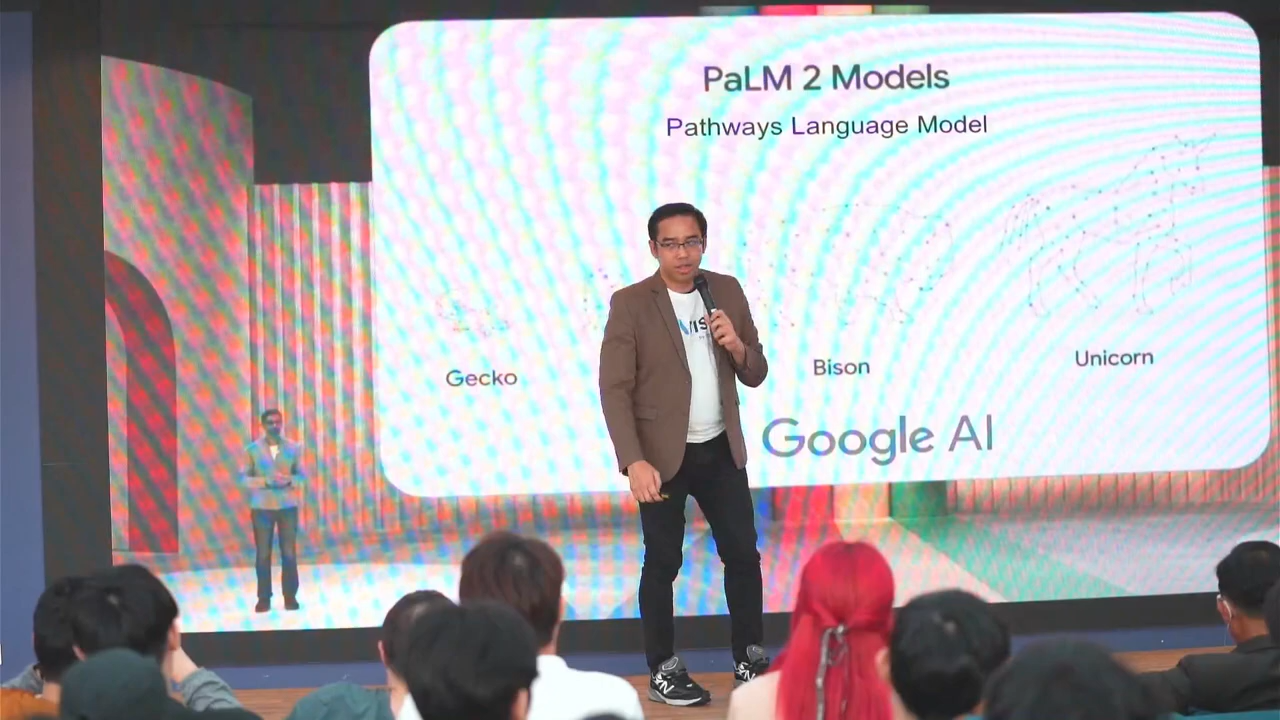 PaLM 2 Models
Pathways Language Model
Gecko
Bison
Unicorn
Google AI
N